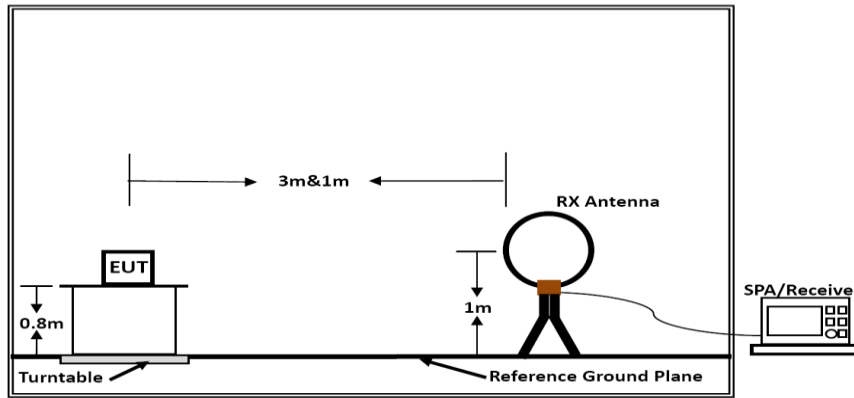 3m&1m
RX Antenna
EUT
SPA/Receive
0.8m
1m
Turntable
Reference Ground Plane